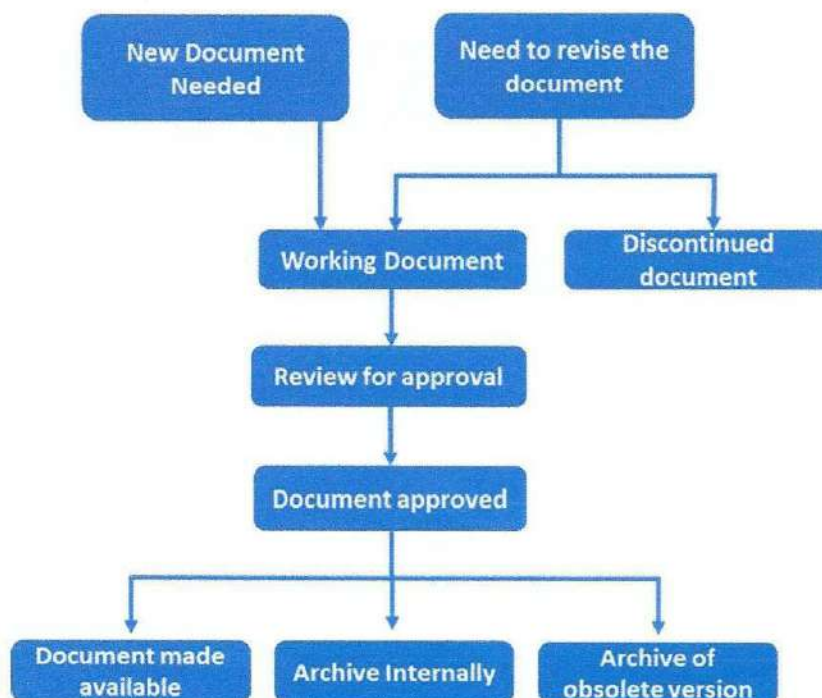 New Document
Needed
Need to revise the
document
Working Document
Discontinued
document
Review for approval
Document approved
Document made
available
Archive Internally
Archive of
obsolete version